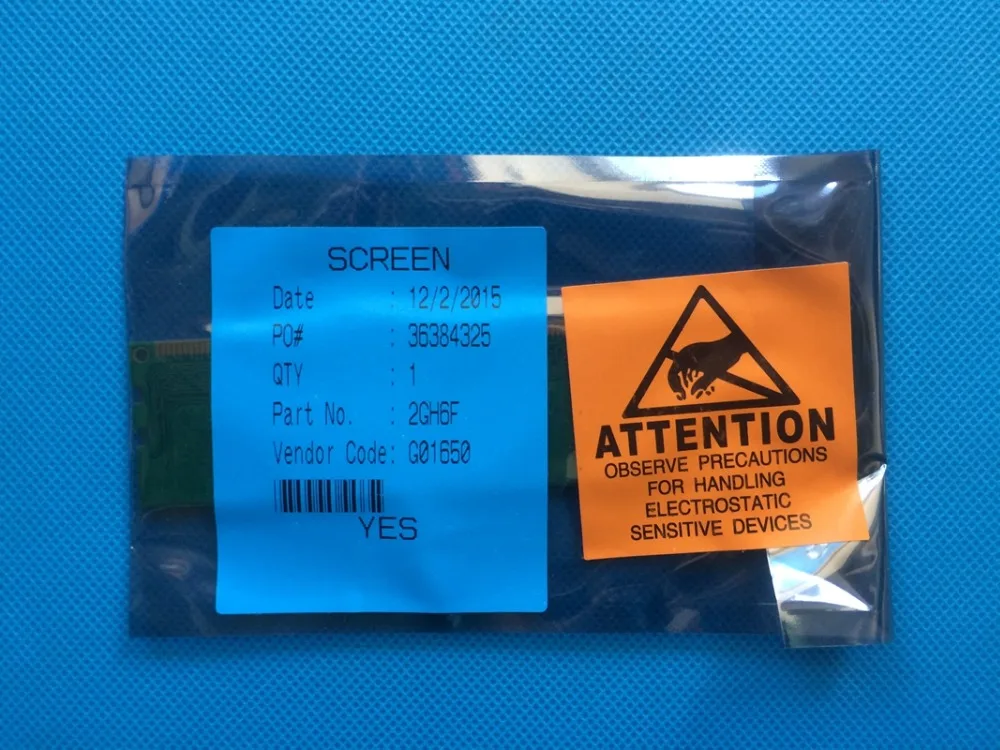 SCREEN
Date : 12/2/2015
PO# : 36384325
QTY : 1
Part No. : 2GH6F
Vendor Code: G01650
YES
ATTENTION
OBSERVE PRECAUTIONS
FOR HANDLING
ELECTROSTATIC
SENSITIVE DEVICES